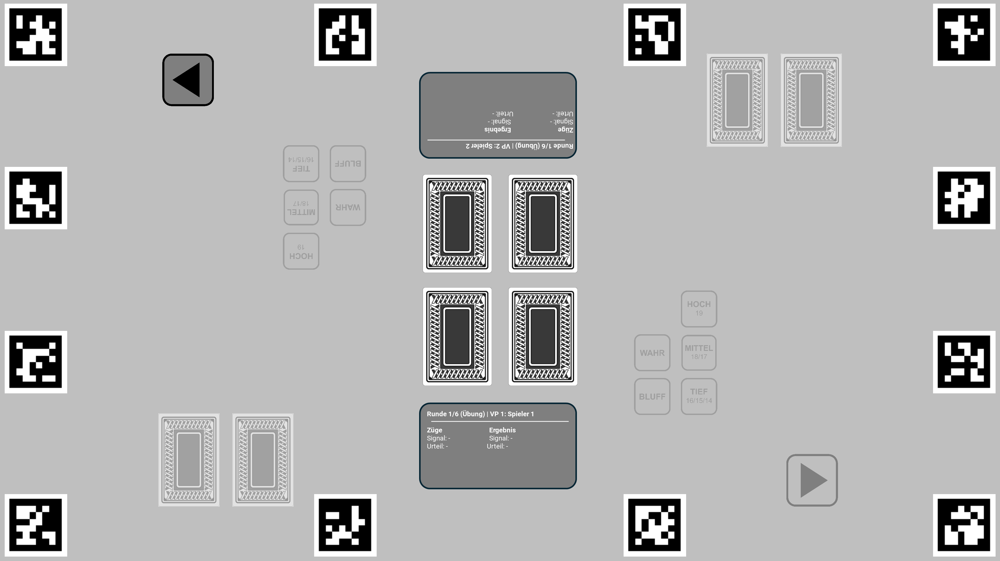 Runde 1/6 (Übung) | VP 2: Spieler 2
Züge Ergebnis
Signal: - Signal: -
Urteil: - Urteil: -
HOCH
19
MITTEL
18/17
WAHR
TIEF
16/15/14
BLUFF
HOCH
19
WAHR
MITTEL
18/17
BLUFF
TIEF
16/15/14
Runde 1/6 (Übung) | VP 1: Spieler 1
Züge Ergebnis
Signal: - Signal: -
Urteil: - Urteil: -